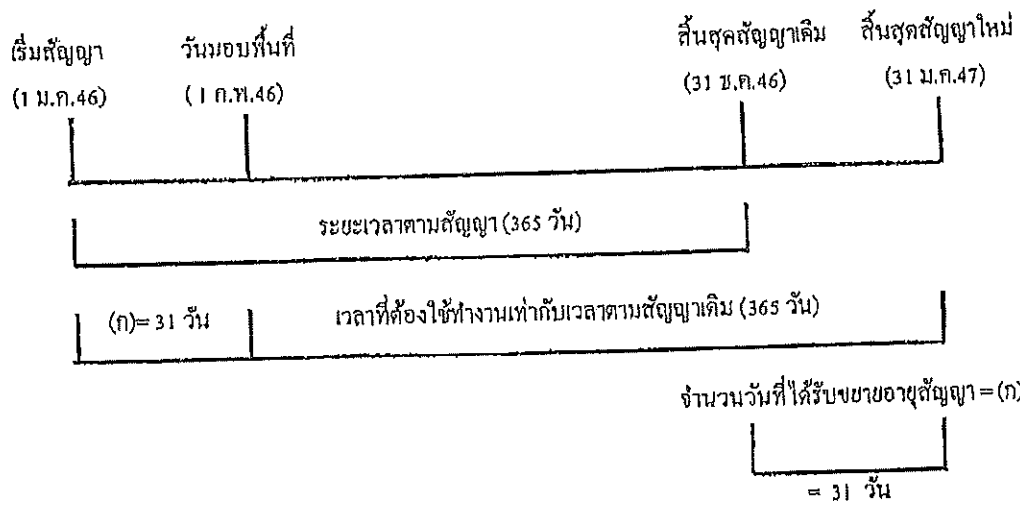 เริ่มสัญญา วันมอบพื้นที่ สิ้นสุดสัญญาเดิม สิ้นสุดสัญญาใหม่
(1 ม.ค.46) (1 ก.พ.46) (31 ธ.ค.46) (31 ม.ค.47)
ระยะเวลาตามสัญญา (365 วัน)
(ก)= 31 วัน เวลาที่ต้องใช้ทำงานเท่ากับเวลาตามสัญญาเดิม (365 วัน)
จำนวนวันที่ได้รับขยายอายุสัญญา = (ก)
= 31 วัน